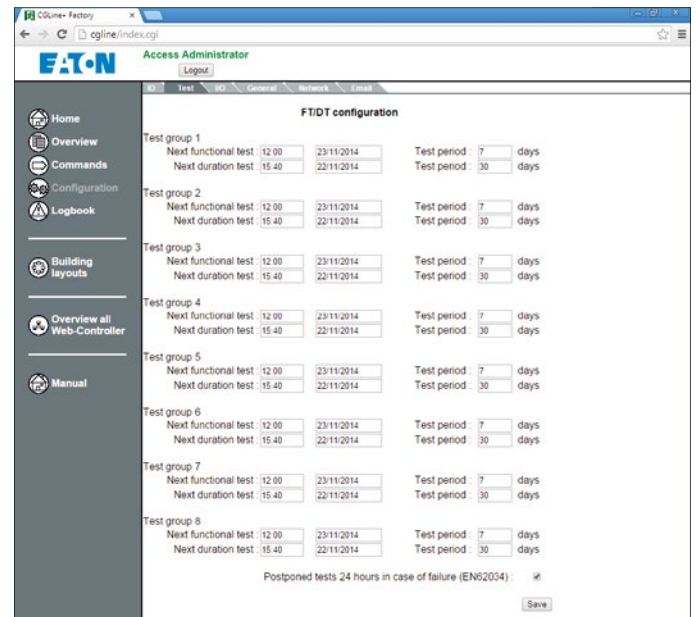 CGLine+ Factory
cgline/index.cgi
EATON
Access Administrator
Logout
ID Test I/O General Network Email
Home
Overview
Commands
Configuration
Logbook
Building layouts
Overview all Web-Controller
Manual
FT/DT configuration
Test group 1
Next functional test : 12:00 23/11/2014 Test period : 7 days
Next duration test : 15:40 22/11/2014 Test period : 30 days
Test group 2
Next functional test : 12:00 23/11/2014 Test period : 7 days
Next duration test : 15:40 22/11/2014 Test period : 30 days
Test group 3
Next functional test : 12:00 23/11/2014 Test period : 7 days
Next duration test : 15:40 22/11/2014 Test period : 30 days
Test group 4
Next functional test : 12:00 23/11/2014 Test period : 7 days
Next duration test : 15:40 22/11/2014 Test period : 30 days
Test group 5
Next functional test : 12:00 23/11/2014 Test period : 7 days
Next duration test : 15:40 22/11/2014 Test period : 30 days
Test group 6
Next functional test : 12:00 23/11/2014 Test period : 7 days
Next duration test : 15:40 22/11/2014 Test period : 30 days
Test group 7
Next functional test : 12:00 23/11/2014 Test period : 7 days
Next duration test : 15:40 22/11/2014 Test period : 30 days
Test group 8
Next functional test : 12:00 23/11/2014 Test period : 7 days
Next duration test : 15:40 22/11/2014 Test period : 30 days
Postponed tests 24 hours in case of failure (EN62034) :
Save